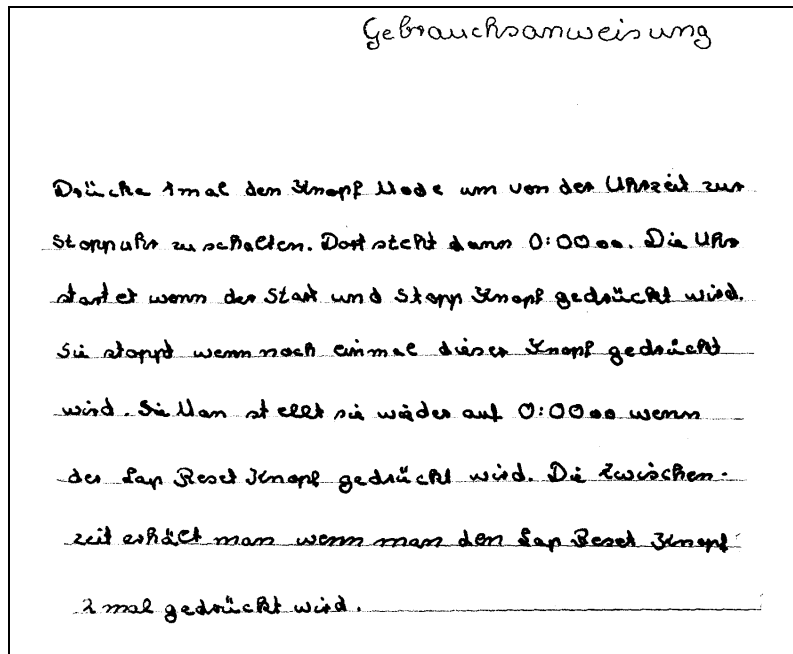 Gebrauchsanweisung
Drücke 1mal den Knopf Mode um von der Uhrzeit zur
Stoppuhr zu schalten. Dort steht dann 0:00 00. Die Uhr
startet wenn der Start und Stopp Knopf gedrückt wird.
Sie stoppt wenn noch einmal dieser Knopf gedrückt
wird. Sie Man stellt sie wieder auf 0:00 00 wenn
der Lap Reset Knopf gedrückt wird. Die Zwischen-
zeit erhält man wenn man den Lap Reset Knopf
2 mal gedrückt wird.